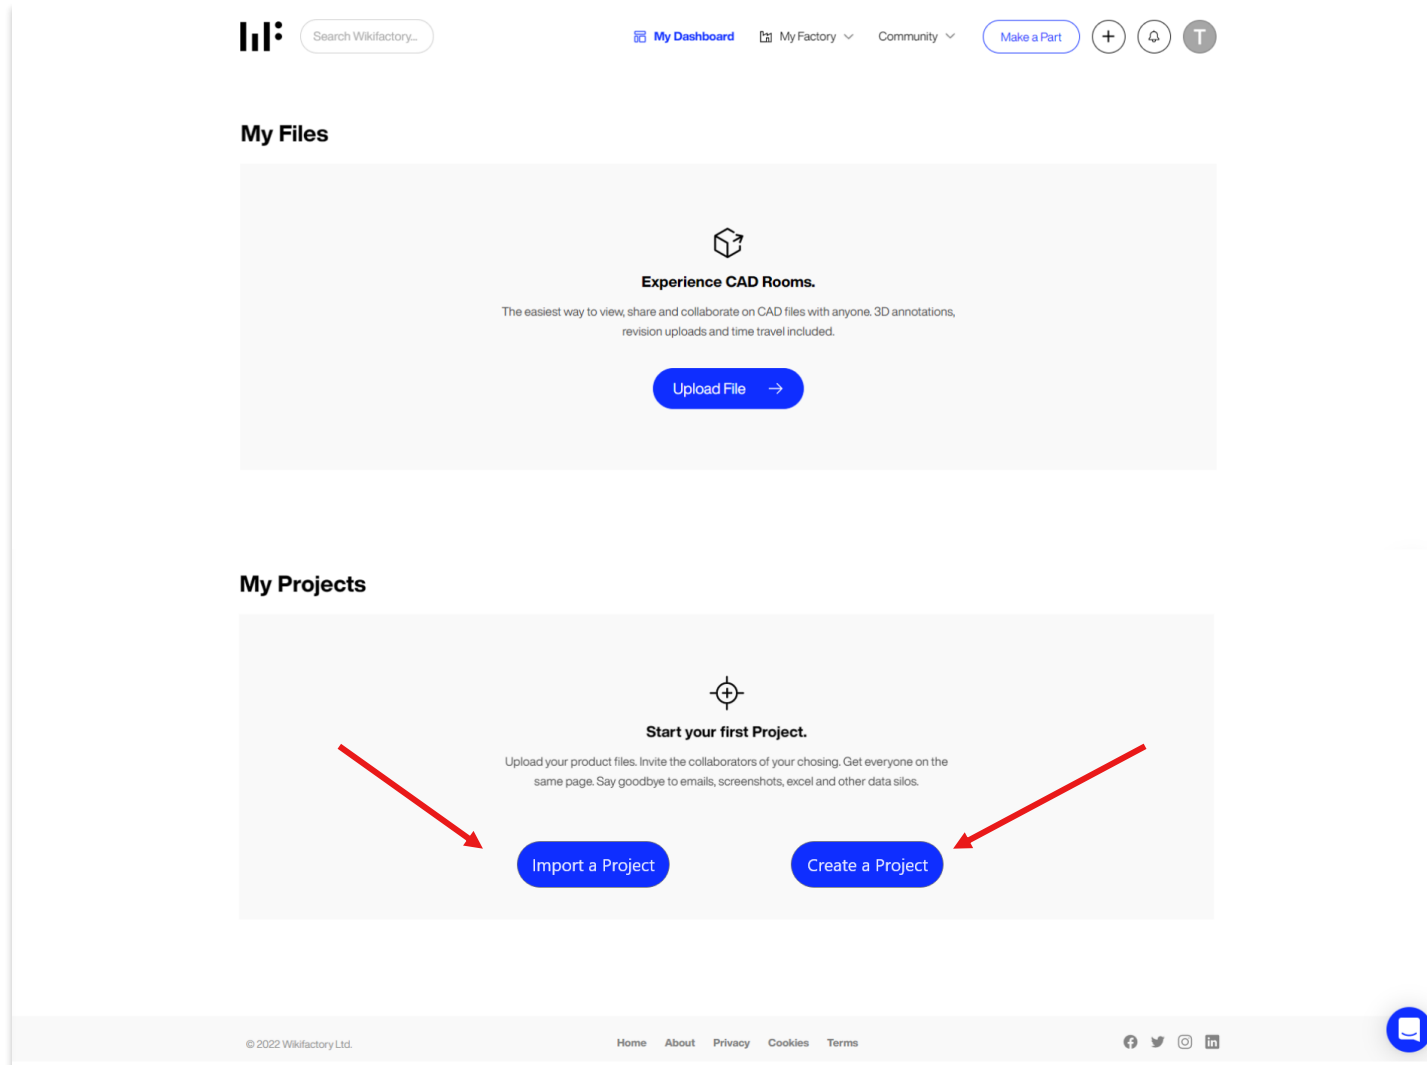 Search Wikifactory...
My Dashboard
My Factory
Community
Make a Part
T
My Files
Experience CAD Rooms.
The easiest way to view, share and collaborate on CAD files with anyone. 3D annotations,
revision uploads and time travel included.
Upload File
My Projects
Start your first Project.
Upload your product files. Invite the collaborators of your chosing. Get everyone on the
same page. Say goodbye to emails, screenshots, excel and other data silos.
Import a Project
Create a Project
© 2022 Wikifactory Ltd.
Home
About
Privacy
Cookies
Terms